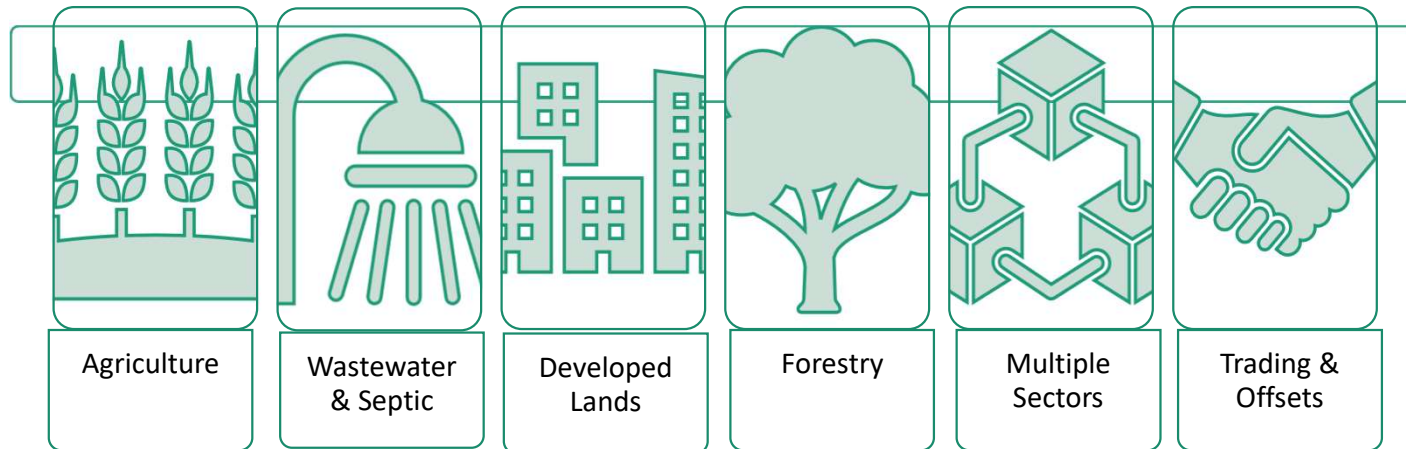 Agriculture
Wastewater
& Septic
Developed
Lands
Forestry
Multiple
Sectors
Trading &
Offsets